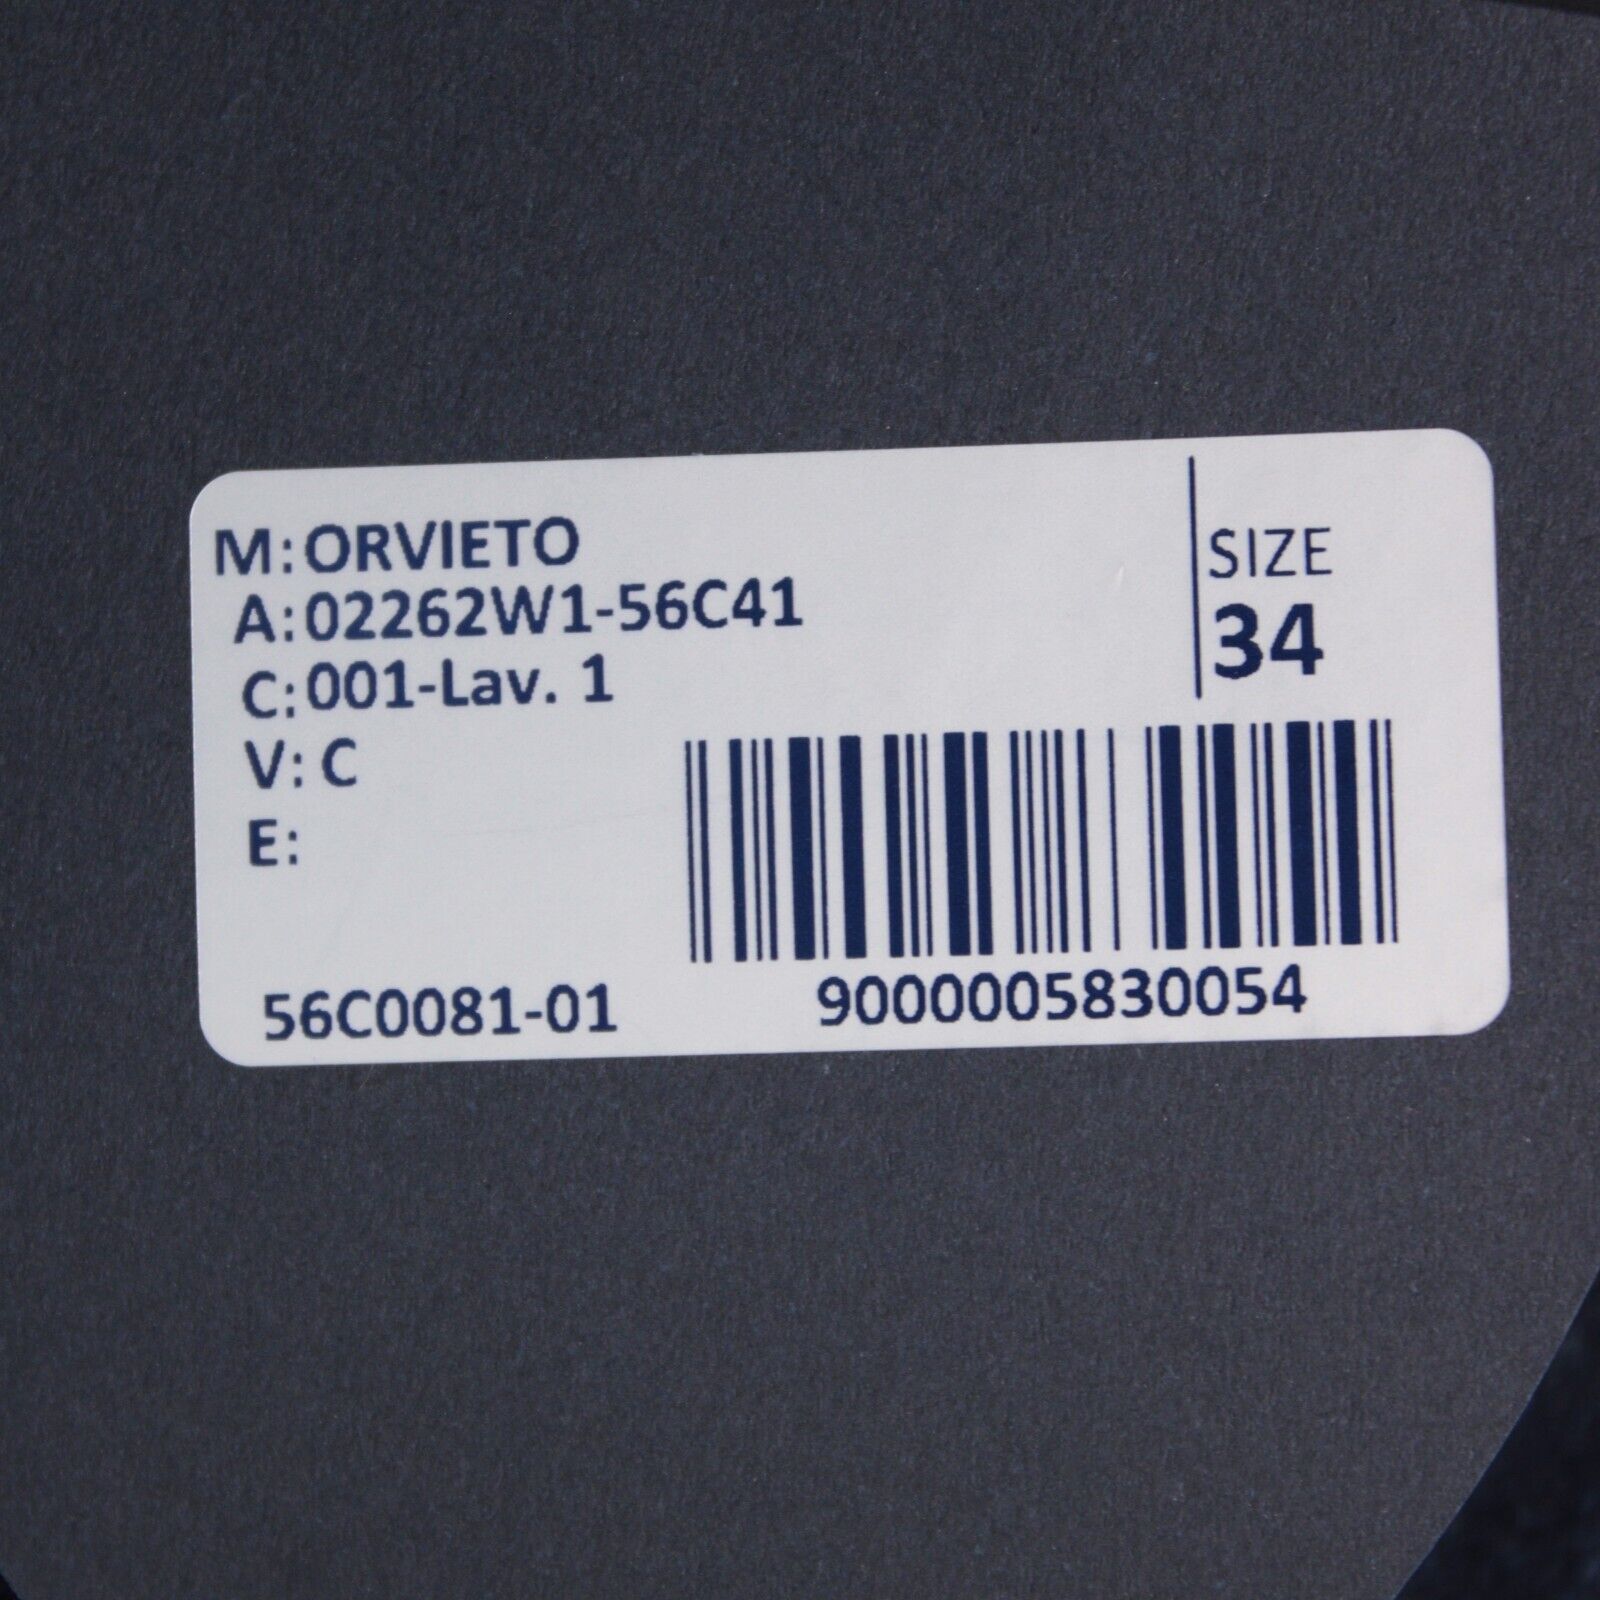 M: ORVIETO
A: 02262W1-56C41
C: 001-Lav. 1
V: C
E:
SIZE
34
56C0081-01
9000005830054